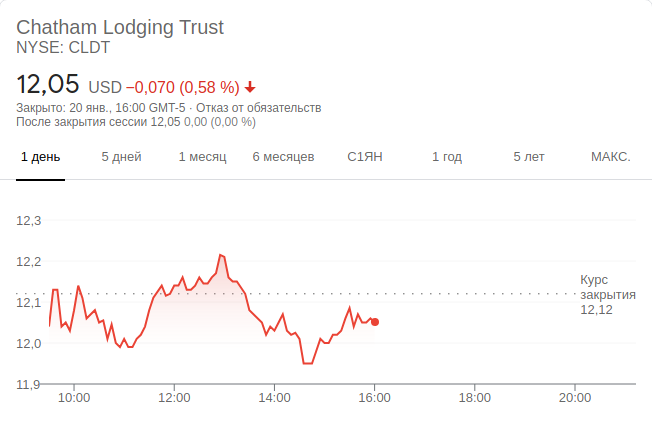 Chatham Lodging Trust
NYSE: CLDT
12,05 USD −0,070 (0,58 %)
Закрыто: 20 янв., 16:00 GMT-5 · Отказ от обязательств
После закрытия сессии 12,05 0,00 (0,00 %)
1 день 5 дней 1 месяц 6 месяцев С1ЯН 1 год 5 лет МАКС.
12,3
12,2
Курс
закрытия
12,12
12,1
12,0
11,9
10:00 12:00 14:00 16:00 18:00 20:00